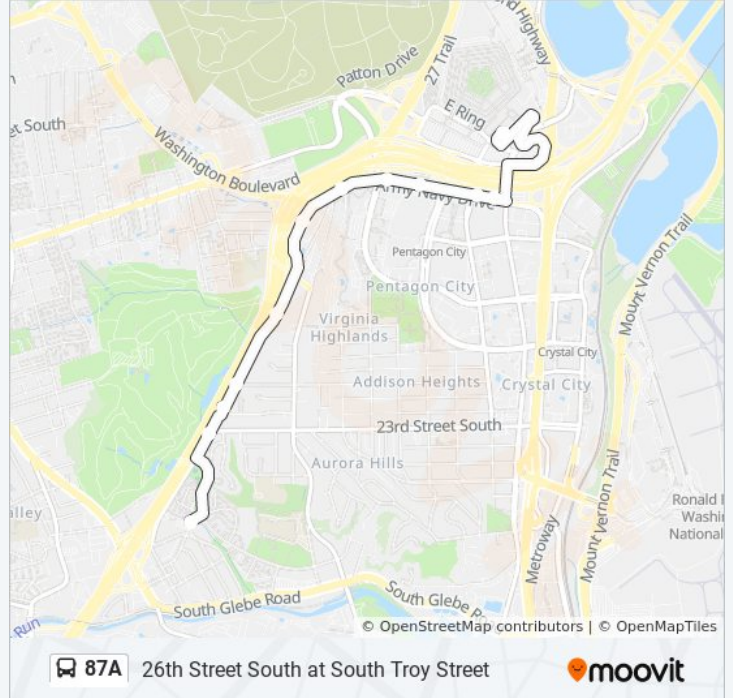 Patton Drive
27 Trail
nd Highway
E Ring
et South
Washington Boulevard
Army Navy Drive
Pentagon City
Pentagon City
Mount Vernon Trail
Virginia
Highlands
Crystal City
Addison Heights
Crystal City
23rd Street South
Aurora Hills
alley
Ronald
Washi
National
Metroway
Mount Vernon Trail
South Glebe Road
South Glebe R
Run
© OpenStreetMap contributors | © OpenMapTiles
87A 26th Street South at South Troy Street
moovit